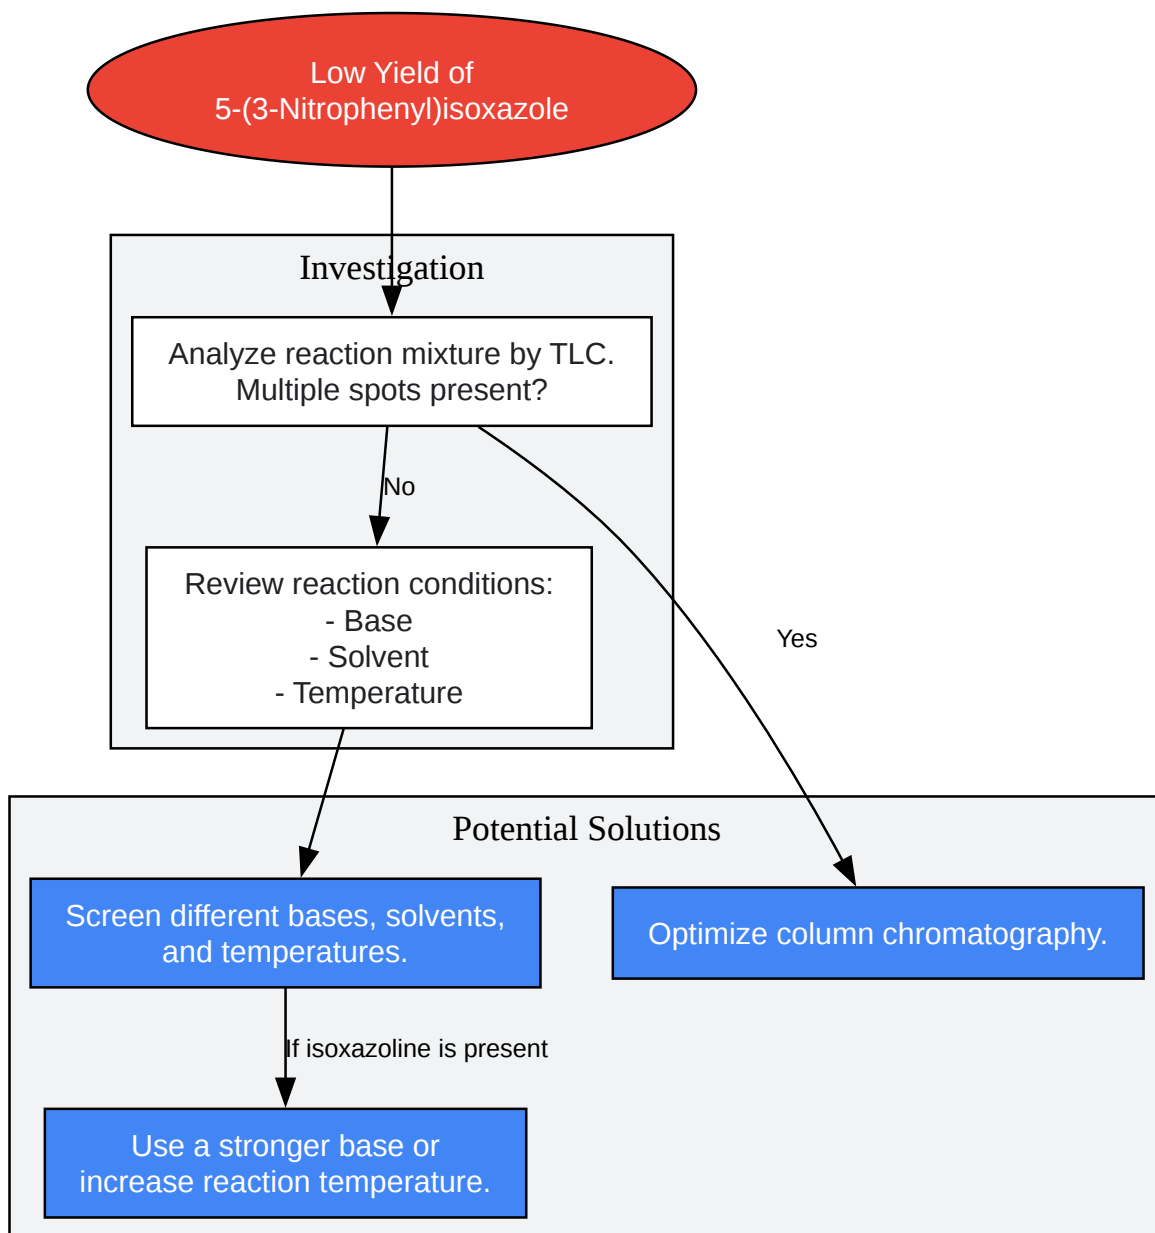 Low Yield of
5-(3-Nitrophenyl)isoxazole
Investigation
Analyze reaction mixture by TLC.
Multiple spots present?
No
Review reaction conditions:
- Base
- Solvent
- Temperature
Yes
Potential Solutions
Screen different bases, solvents,
and temperatures.
Optimize column chromatography.
If isoxazoline is present
Use a stronger base or
increase reaction temperature.